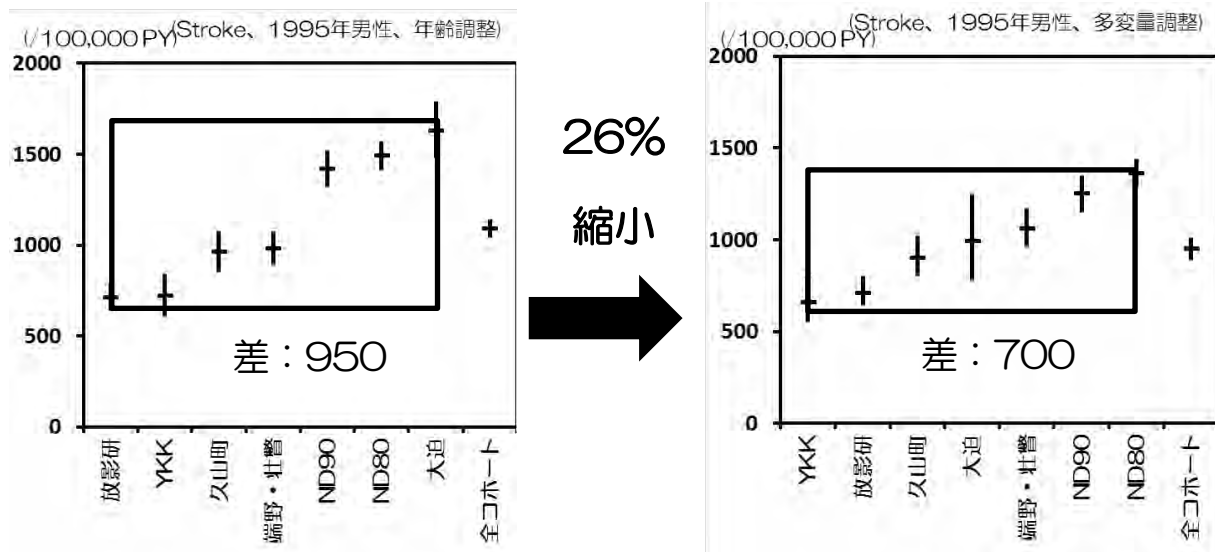 (/100,000 PY)
(Stroke、1995年男性、年齢調整)
2000
1500
1000
500
0
差：950
放影研
YKK
久山町
端野・壮瞥
ND90
ND80
大迫
全コホート
26%
縮小
(/100,000 PY)
(Stroke、1995年男性、多変量調整)
2000
1500
1000
500
0
差：700
YKK
放影研
久山町
大迫
端野・壮瞥
ND90
ND80
全コホート